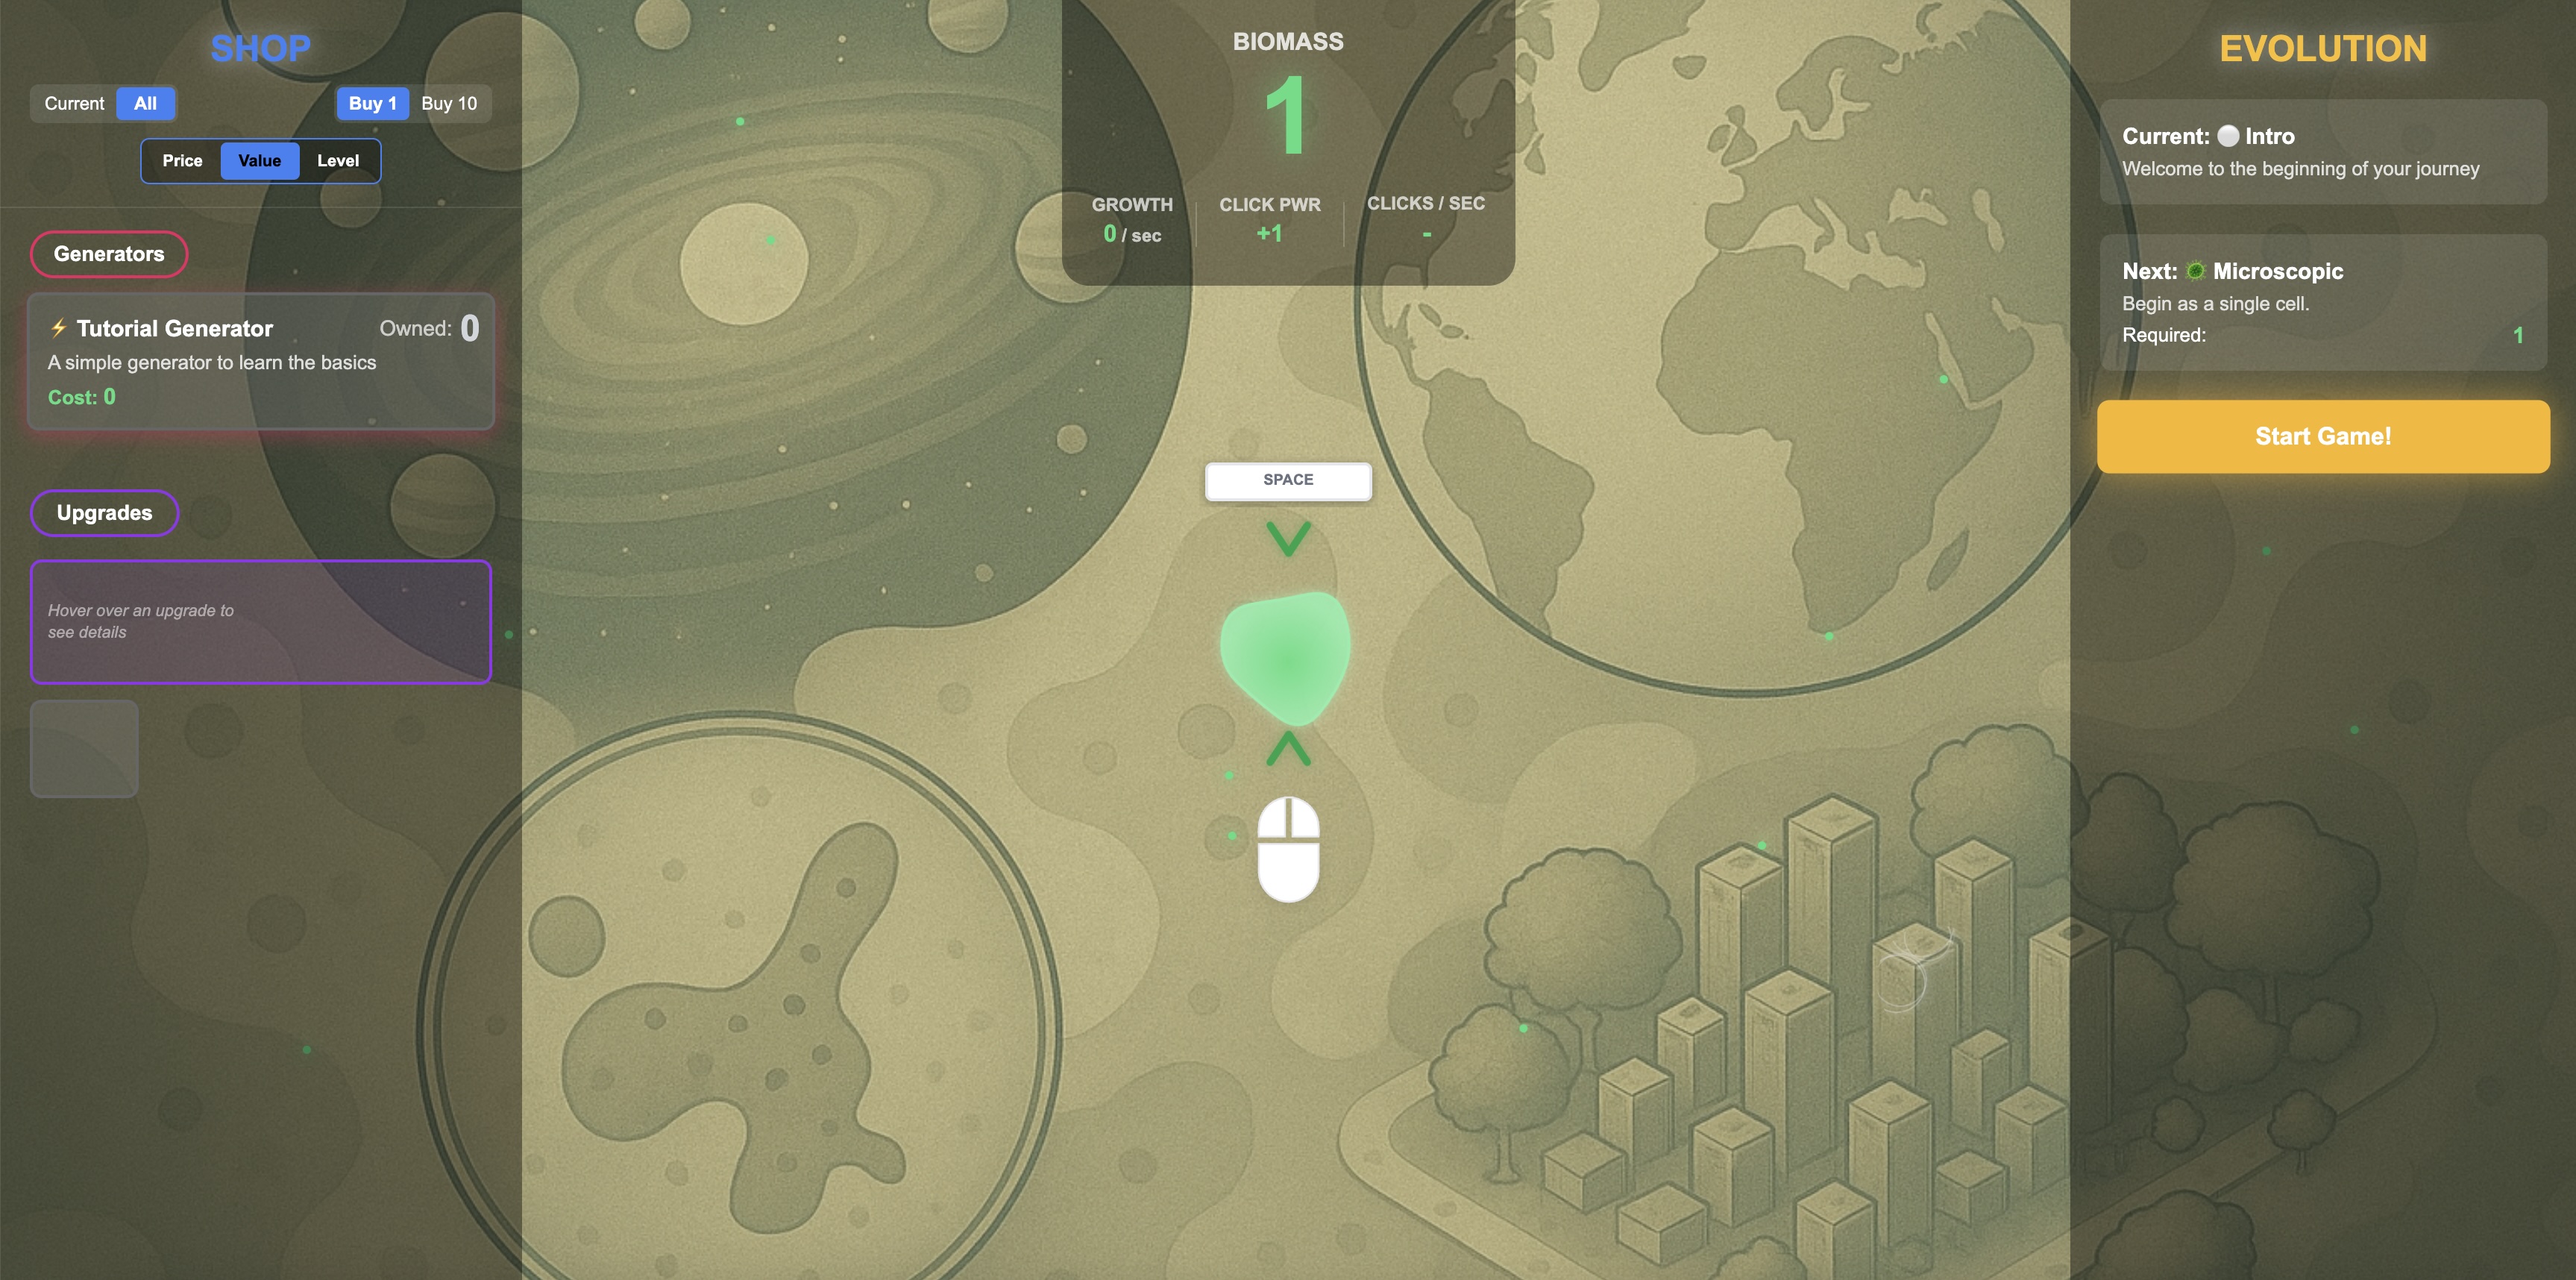 SHOP
Current All Buy 1 Buy 10
Price Value Level
Generators
⚡ Tutorial Generator Owned: 0
A simple generator to learn the basics
Cost: 0
Upgrades
Hover over an upgrade to
see details
BIOMASS
1
GROWTH CLICK PWR CLICKS / SEC
0 / sec +1 -
SPACE
EVOLUTION
Current: ⚪ Intro
Welcome to the beginning of your journey
Next: 🦠 Microscopic
Begin as a single cell.
Required: 1
Start Game!